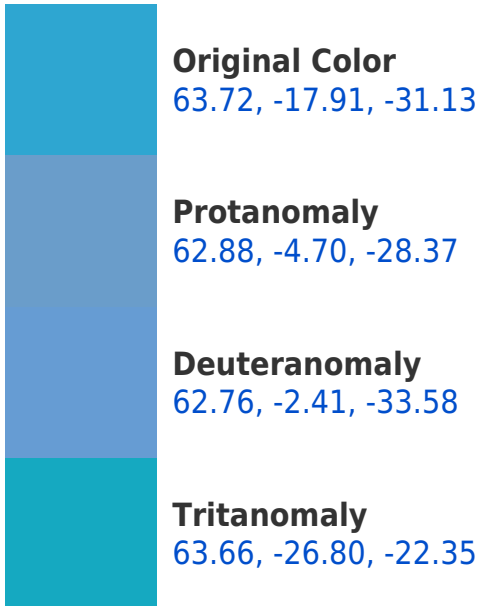 Original Color
63.72, -17.91, -31.13
Protanomaly
62.88, -4.70, -28.37
Deuteranomaly
62.76, -2.41, -33.58
Tritanomaly
63.66, -26.80, -22.35